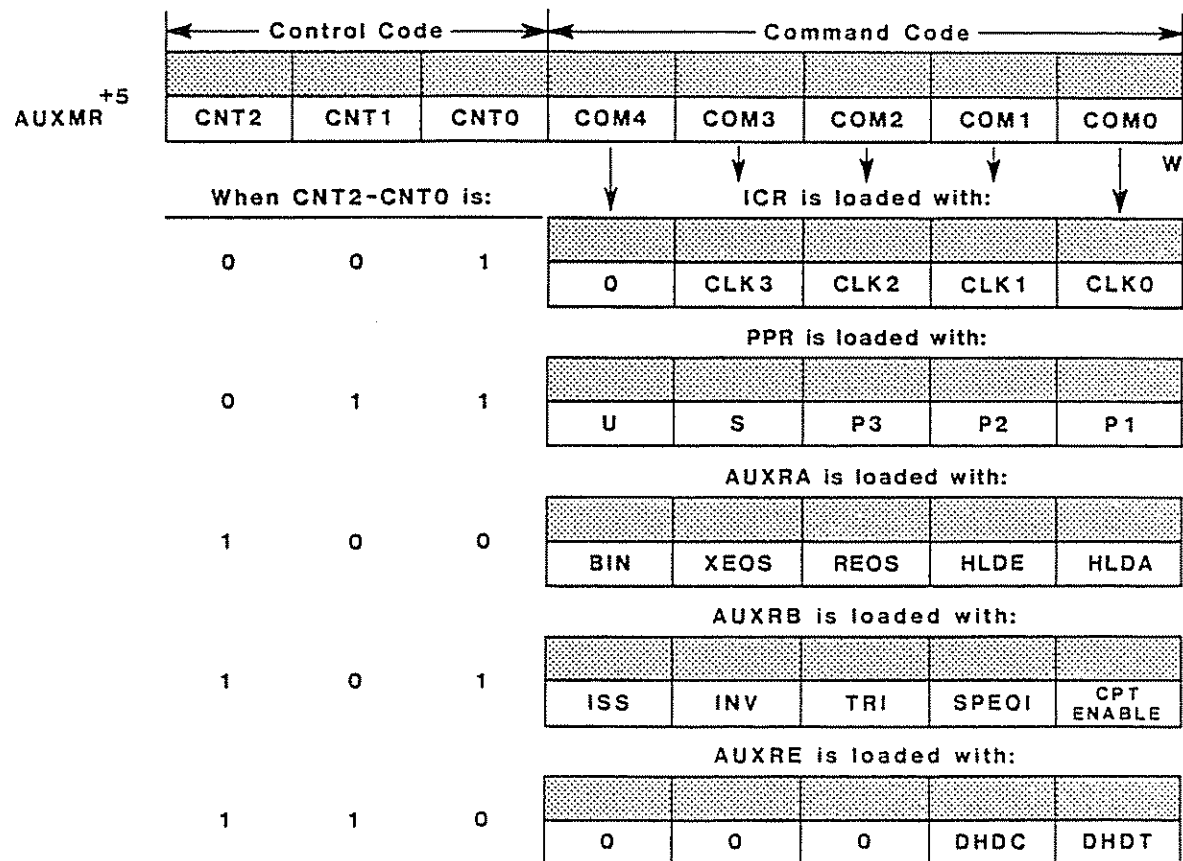 Control Code Command Code
+5
AUXMR CNT2 CNT1 CNT0 COM4 COM3 COM2 COM1 COM0
W
When CNT2-CNT0 is: ICR is loaded with:
0 0 1
0 CLK3 CLK2 CLK1 CLK0
PPR is loaded with:
0 1 1
U S P3 P2 P1
AUXRA is loaded with:
1 0 0
BIN XEOS REOS HLDE HLDA
AUXRB is loaded with:
1 0 1
ISS INV TRI SPEOI CPT ENABLE
AUXRE is loaded with:
1 1 0
0 0 0 DHDC DHDT